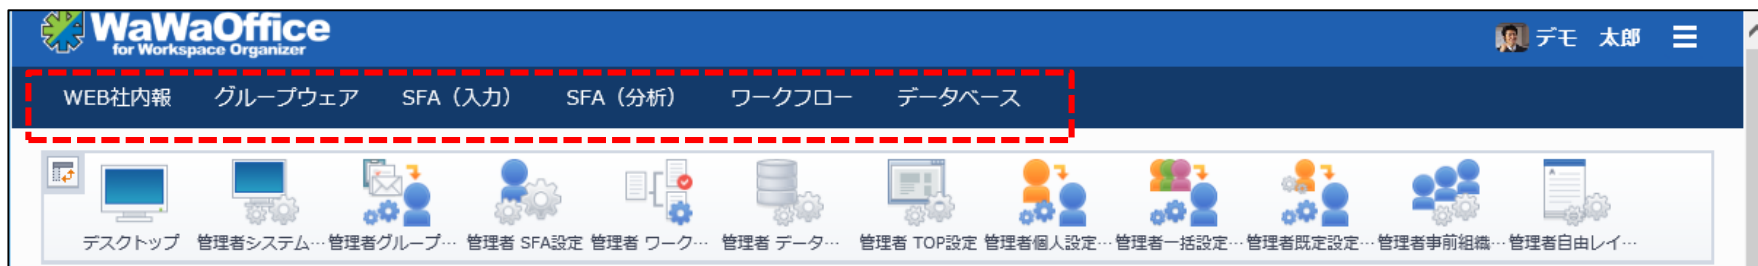 WaWaOffice
for Workspace Organizer
デモ 太郎
WEB社内報 グループウェア SFA（入力） SFA（分析） ワークフロー データベース
デスクトップ 管理者システム… 管理者グループ… 管理者 SFA設定 管理者 ワーク… 管理者 データ… 管理者 TOP設定 管理者個人設定… 管理者一括設定… 管理者既定設定… 管理者事前組織… 管理者自由レイ…